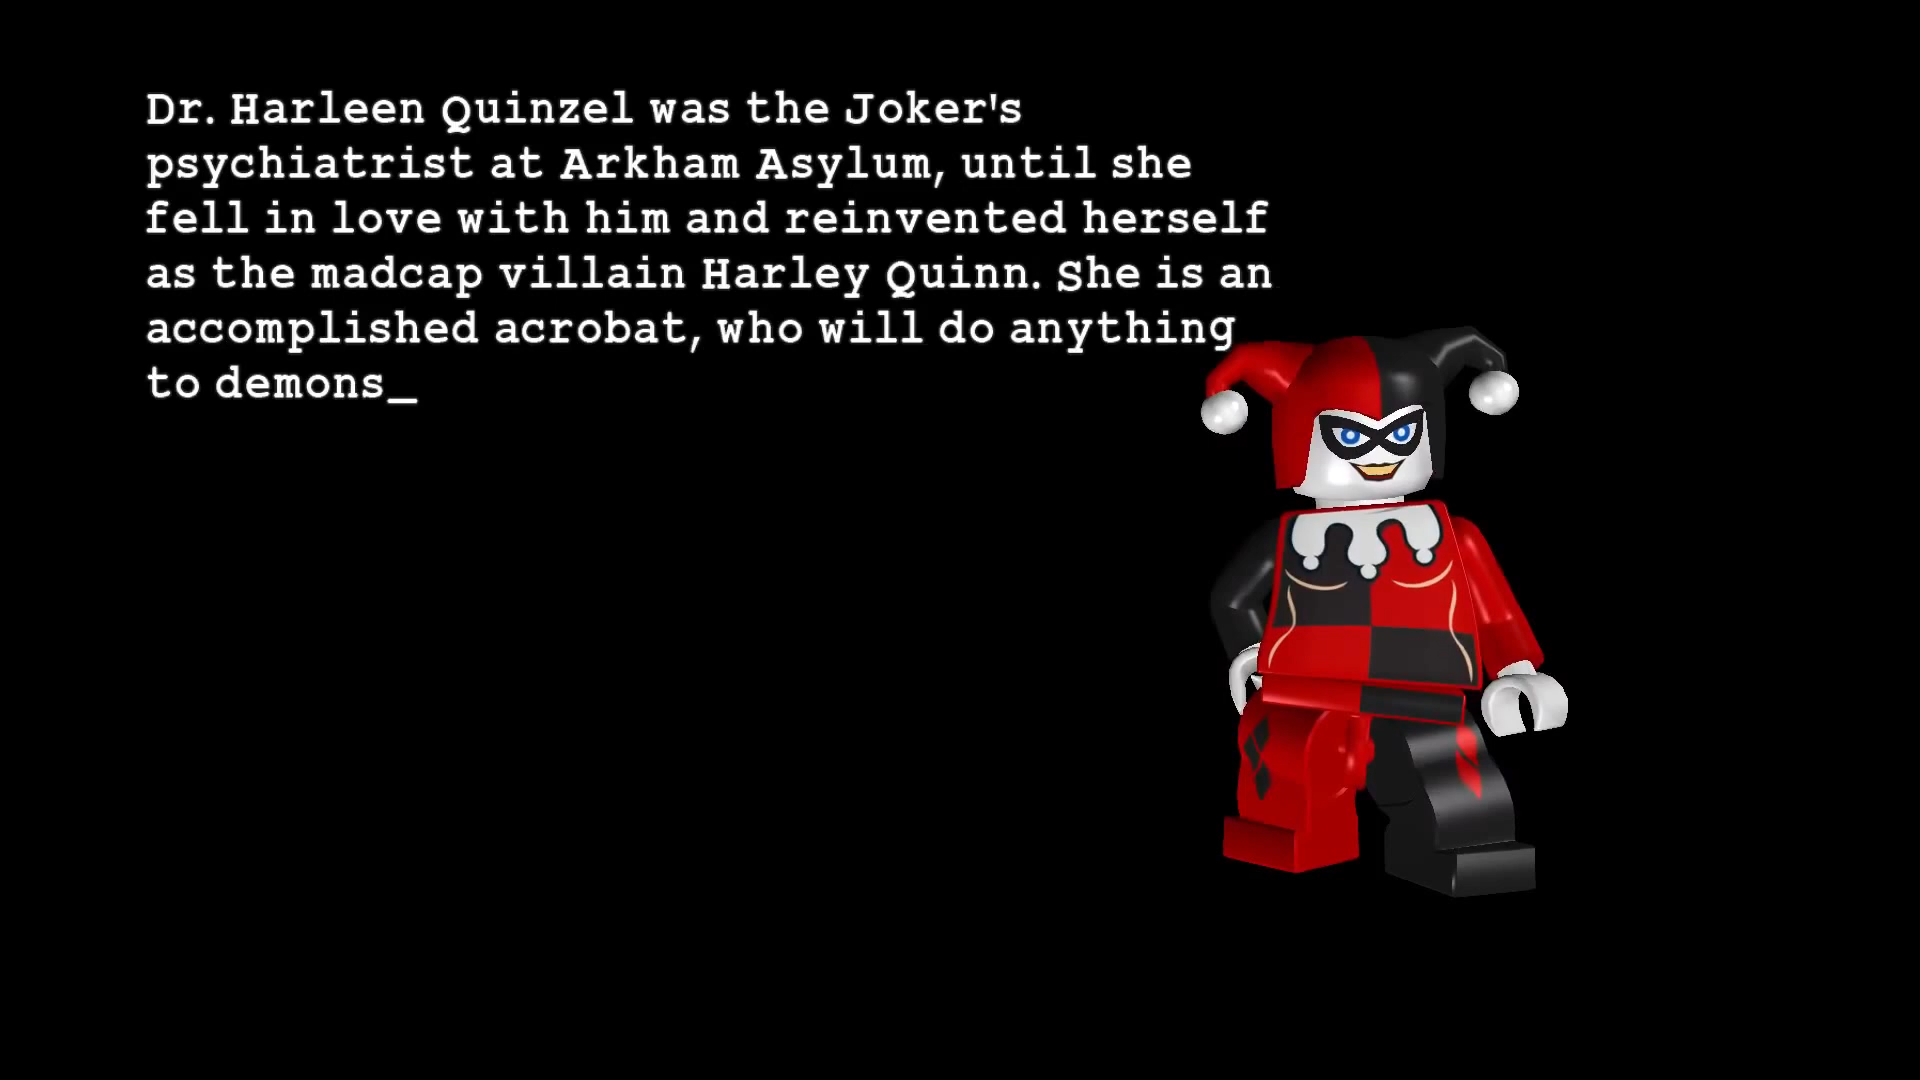 Dr. Harleen Quinzel was the Joker's
psychiatrist at Arkham Asylum, until she
fell in love with him and reinvented herself
as the madcap villain Harley Quinn. She is an
accomplished acrobat, who will do anything
to demons_